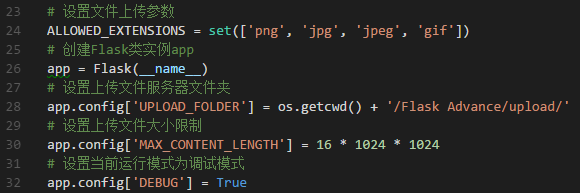 23 # 设置文件上传参数
24 ALLOWED_EXTENSIONS = set(['png', 'jpg', 'jpeg', 'gif'])
25 # 创建Flask类实例app
26 app = Flask(__name__)
27 # 设置上传文件服务器文件夹
28 app.config['UPLOAD_FOLDER'] = os.getcwd() + '/Flask Advance/upload/'
29 # 设置上传文件大小限制
30 app.config['MAX_CONTENT_LENGTH'] = 16 * 1024 * 1024
31 # 设置当前运行模式为调试模式
32 app.config['DEBUG'] = True